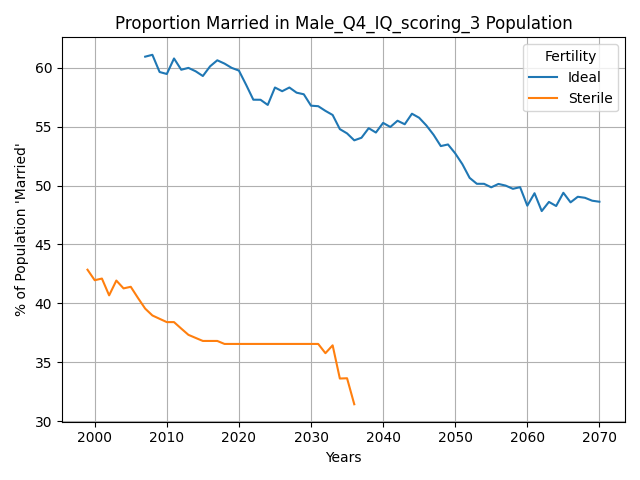 Proportion Married in Male_Q4_IQ_scoring_3 Population
Fertility
Ideal
Sterile
% of Population 'Married'
60
55
50
45
40
35
30
2000 2010 2020 2030 2040 2050 2060 2070
Years